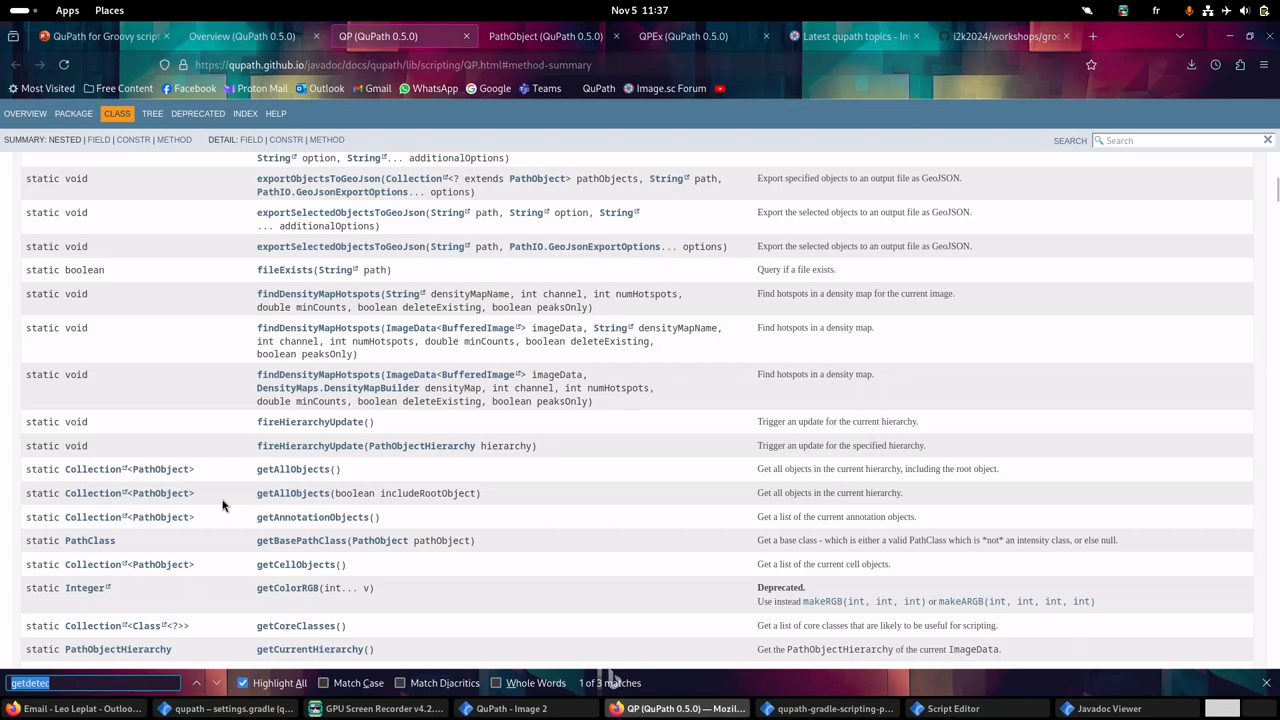 Apps Places Nov 5 11:37 fr
QuPath for Groovy script Overview (QuPath 0.5.0) QP (QuPath 0.5.0) PathObject (QuPath 0.5.0) QPEx (QuPath 0.5.0) Latest qupath topics - Im i2k2024/workshops/groo
https://qupath.github.io/javadoc/docs/qupath/lib/scripting/QP.html#method-summary
Most Visited Free Content Facebook Proton Mail Outlook Gmail WhatsApp Google Teams QuPath Image.sc Forum
OVERVIEW PACKAGE CLASS TREE DEPRECATED INDEX HELP
SUMMARY: NESTED | FIELD | CONSTR | METHOD DETAIL: FIELD | CONSTR | METHOD SEARCH Search
String option, String... additionalOptions)
static void exportObjectsToGeoJson(Collection<? extends PathObject> pathObjects, String path, Export specified objects to an output file as GeoJSON.
PathIO.GeoJsonExportOptions... options)
static void exportSelectedObjectsToGeoJson(String path, String option, String Export the selected objects to an output file as GeoJSON.
... additionalOptions)
static void exportSelectedObjectsToGeoJson(String path, PathIO.GeoJsonExportOptions... options) Export the selected objects to an output file as GeoJSON.
static boolean fileExists(String path) Query if a file exists.
static void findDensityMapHotspots(String densityMapName, int channel, int numHotspots, Find hotspots in a density map for the current image.
double minCounts, boolean deleteExisting, boolean peaksOnly)
static void findDensityMapHotspots(ImageData<BufferedImage> imageData, String densityMapName, Find hotspots in a density map.
int channel, int numHotspots, double minCounts, boolean deleteExisting,
boolean peaksOnly)
static void findDensityMapHotspots(ImageData<BufferedImage> imageData, Find hotspots in a density map.
DensityMaps.DensityMapBuilder densityMap, int channel, int numHotspots,
double minCounts, boolean deleteExisting, boolean peaksOnly)
static void fireHierarchyUpdate() Trigger an update for the current hierarchy.
static void fireHierarchyUpdate(PathObjectHierarchy hierarchy) Trigger an update for the specified hierarchy.
static Collection<PathObject> getAllObjects() Get all objects in the current hierarchy, including the root object.
static Collection<PathObject> getAllObjects(boolean includeRootObject) Get all objects in the current hierarchy.
static Collection<PathObject> getAnnotationObjects() Get a list of the current annotation objects.
static PathClass getBasePathClass(PathObject pathObject) Get a base class - which is either a valid PathClass which is *not* an intensity class, or else null.
static Collection<PathObject> getCellObjects() Get a list of the current cell objects.
static Integer getColorRGB(int... v) Deprecated.
Use instead makeRGB(int, int, int) or makeARGB(int, int, int, int)
static Collection<Class<?>> getCoreClasses() Get a list of core classes that are likely to be useful for scripting.
static PathObjectHierarchy getCurrentHierarchy() Get the PathObjectHierarchy of the current ImageData.
getdetec Highlight All Match Case Match Diacritics Whole Words 1 of 3 matches
Email - Leo Leplat - Outloo... qupath – settings.gradle (qu... GPU Screen Recorder v4.2.... QuPath - Image 2 QP (QuPath 0.5.0) — Mozil... qupath-gradle-scripting-p... Script Editor Javadoc Viewer